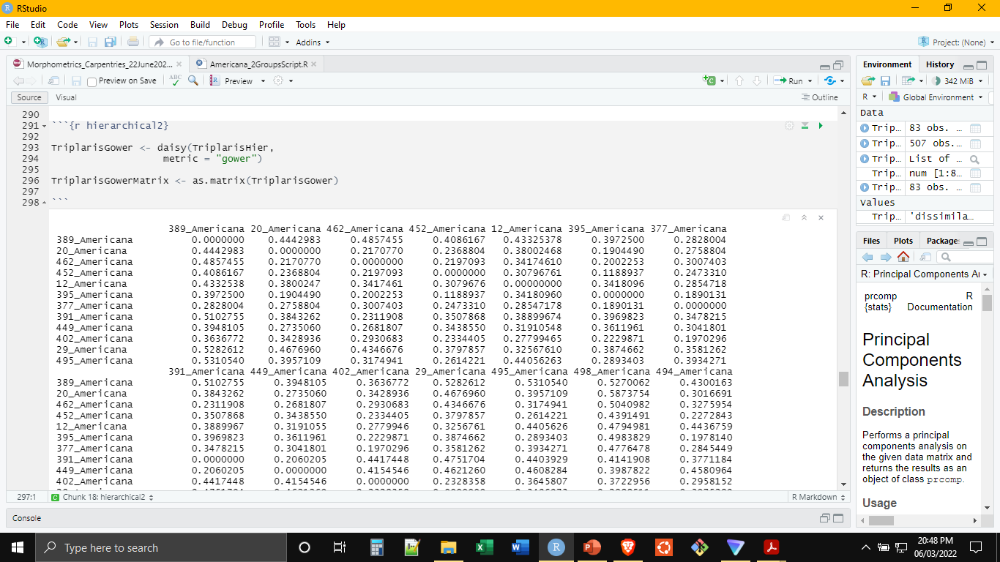 RStudio
File Edit Code View Plots Session Build Debug Profile Tools Help
Go to file/function
Addins
Project: (None)
Morphometrics_Carpentries_22June202...
Americana_2GroupsScript.R
Preview on Save
ABC
Preview
Run
Source Visual
Outline
290
291 ```{r hierarchical2}
292
293 TriplarisGower <- daisy(TriplarisHier,
294 metric = "gower")
295
296 TriplarisGowerMatrix <- as.matrix(TriplarisGower)
297
298 ```
389_Americana 20_Americana 462_Americana 452_Americana 12_Americana 395_Americana 377_Americana
389_Americana 0.0000000 0.4442983 0.4857455 0.4086167 0.43325378 0.3972500 0.2828004
20_Americana 0.4442983 0.0000000 0.2170770 0.2368804 0.38002468 0.1904490 0.2758804
462_Americana 0.4857455 0.2170770 0.0000000 0.2197093 0.34174610 0.2002253 0.3007403
452_Americana 0.4086167 0.2368804 0.2197093 0.0000000 0.30796761 0.1188937 0.2473310
12_Americana 0.4332538 0.3800247 0.3417461 0.3079676 0.00000000 0.3418096 0.2854718
395_Americana 0.3972500 0.1904490 0.2002253 0.1188937 0.34180960 0.0000000 0.1890131
377_Americana 0.2828004 0.2758804 0.3007403 0.2473310 0.28547178 0.1890131 0.0000000
391_Americana 0.5102755 0.3843262 0.2311908 0.3507868 0.38899674 0.3969823 0.3478215
449_Americana 0.3948105 0.2735060 0.2681807 0.3438550 0.31910548 0.3611961 0.3041801
402_Americana 0.3636772 0.3428936 0.2930683 0.2334405 0.27799465 0.2229871 0.1970296
29_Americana 0.5282612 0.4676960 0.4346676 0.3797857 0.32567610 0.3874662 0.3581262
495_Americana 0.5310540 0.3957109 0.3174941 0.2614221 0.44056263 0.2893403 0.3934271
391_Americana 449_Americana 402_Americana 29_Americana 495_Americana 498_Americana 494_Americana
389_Americana 0.5102755 0.3948105 0.3636772 0.5282612 0.5310540 0.5270062 0.4300163
20_Americana 0.3843262 0.2735060 0.3428936 0.4676960 0.3957109 0.5873754 0.3016691
462_Americana 0.2311908 0.2681807 0.2930683 0.4346676 0.3174941 0.5040982 0.3275954
452_Americana 0.3507868 0.3438550 0.2334405 0.3797857 0.2614221 0.4391491 0.2272843
12_Americana 0.3889967 0.3191055 0.2779946 0.3256761 0.4405626 0.4794981 0.4436759
395_Americana 0.3969823 0.3611961 0.2229871 0.3874662 0.2893403 0.4983829 0.1978140
377_Americana 0.3478215 0.3041801 0.1970296 0.3581262 0.3934271 0.4776478 0.2845449
391_Americana 0.0000000 0.2060205 0.4417448 0.4751704 0.4403929 0.4141908 0.3771184
449_Americana 0.2060205 0.0000000 0.4154546 0.4621260 0.4608284 0.3987822 0.4580964
402_Americana 0.4417448 0.4154546 0.0000000 0.2328358 0.3645807 0.3722956 0.2958152
297:1
Chunk 18: hierarchical2
R Markdown
Console
Environment History
342 MiB
R
Global Environment
Data
Trip... 83 obs. ...
Trip... 507 obs...
Trip... List of ...
Trip... num [1:8...
Trip... 83 obs. ...
Values
Trip... 'dissimila...
Files Plots Package
R: Principal Components A
prcomp {stats}
R Documentation
Principal
Components
Analysis
Description
Performs a principal
components analysis on
the given data matrix and
returns the results as an
object of class prcomp.
Usage
Type here to search
20:48 PM
06/03/2022